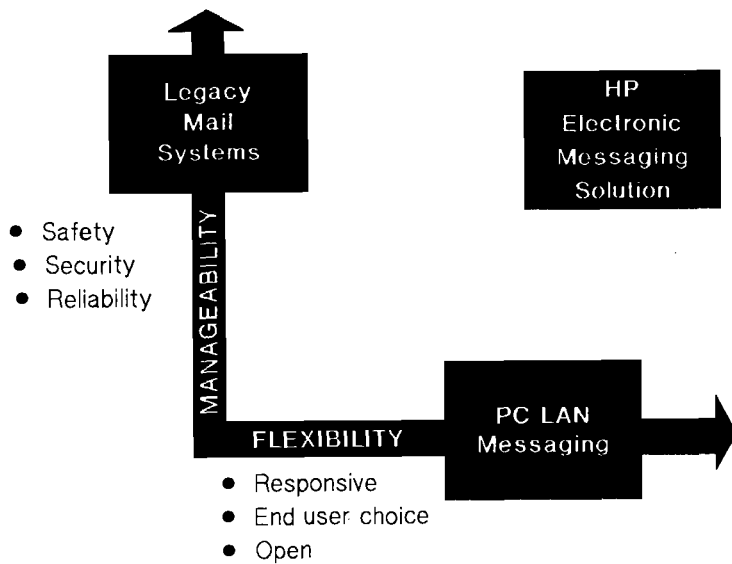 Legacy
Mail
Systems
HP
Electronic
Messaging
Solution
● Safety
● Security
● Reliability
MANAGEABILITY
FLEXIBILITY
PC LAN
Messaging
● Responsive
● End user choice
● Open